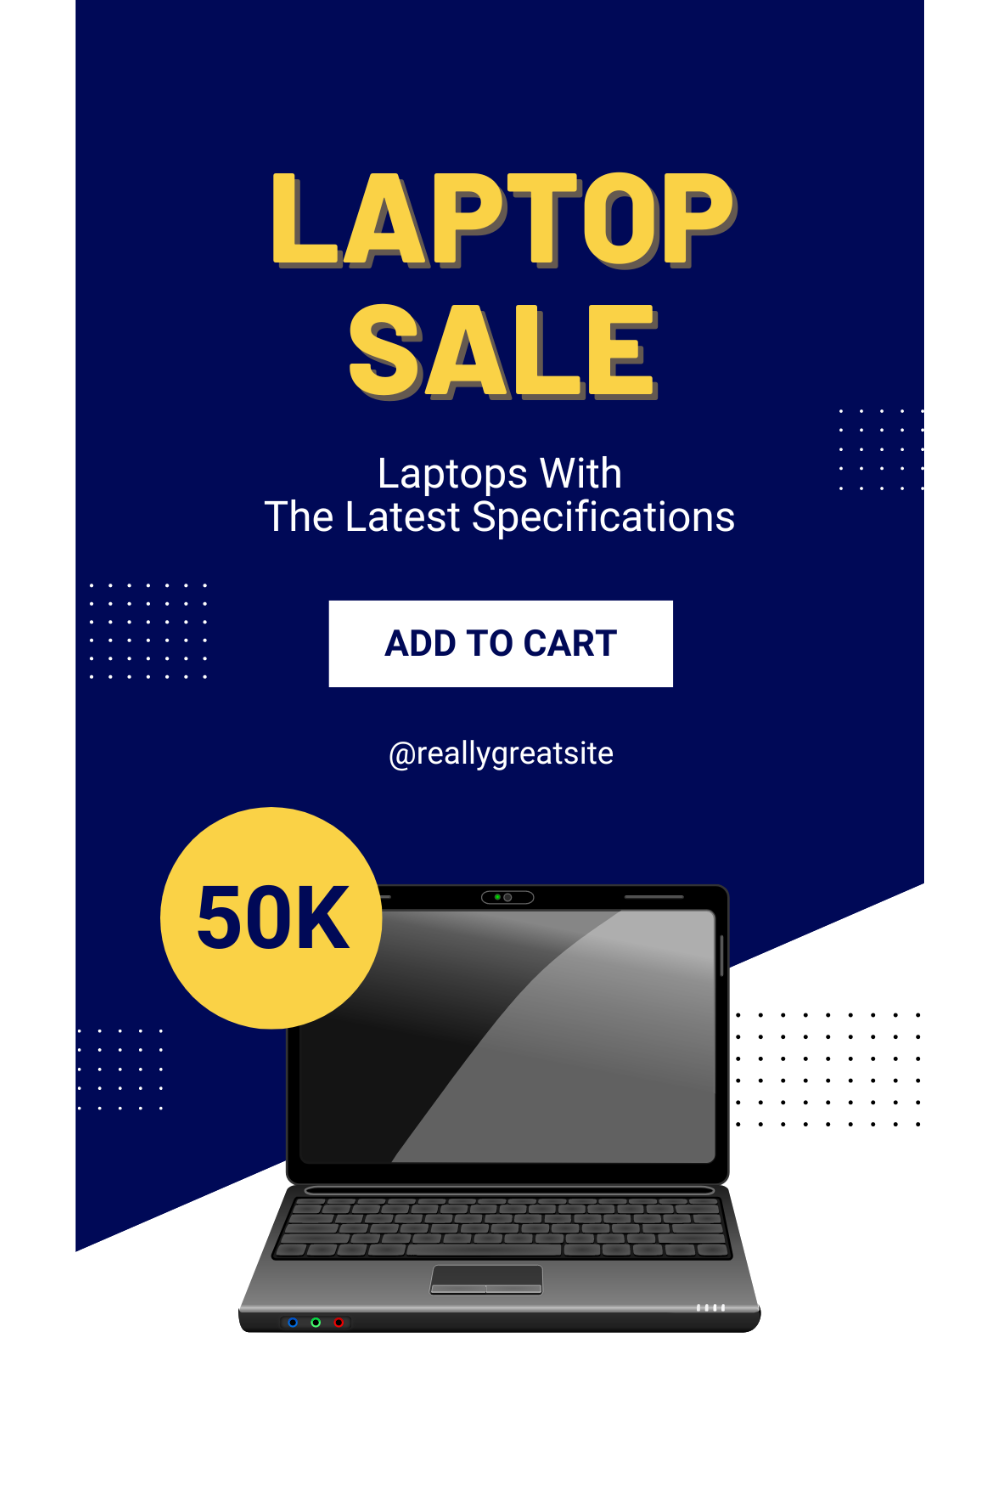 LAPTOP
SALE
Laptops With
The Latest Specifications
ADD TO CART
@reallygreatsite
50K